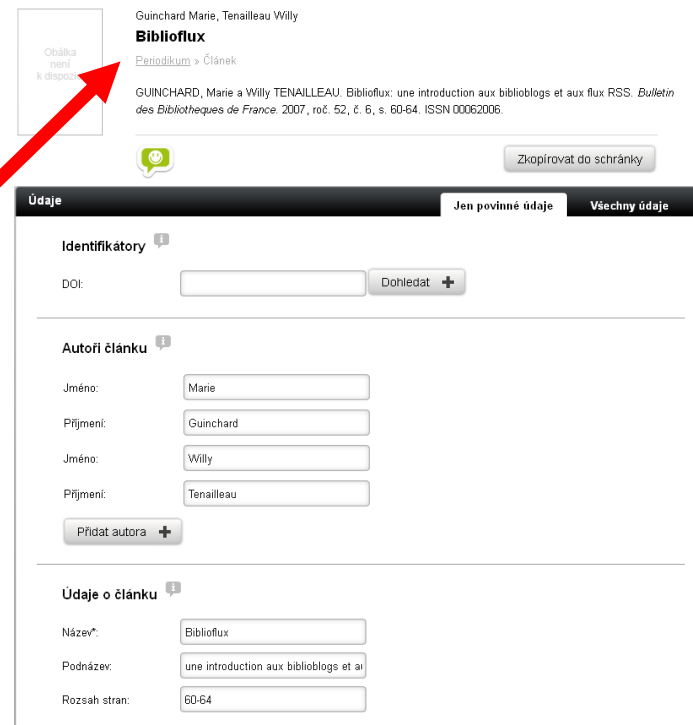 Guinchard Marie, Tenailleau Willy
Biblioflux
Periodikum » Článek
GUINCHARD, Marie a Willy TENAILLEAU. Biblioflux: une introduction aux biblioblogs et aux flux RSS. Bulletin
des Bibliotheques de France. 2007, roč. 52, č. 6, s. 60-64. ISSN 00062006.
Obálka
není
k dispozic
Zkopírovat do schránky
Údaje
Jen povinné údaje
Všechny údaje
Identifikátory
DOI:
Dohledat
Autoři článku
Jméno: Marie
Příjmení: Guinchard
Jméno: Willy
Příjmení: Tenailleau
Přidat autora
Údaje o článku
Název*: Biblioflux
Podnázev: une introduction aux biblioblogs et au
Rozsah stran: 60-64